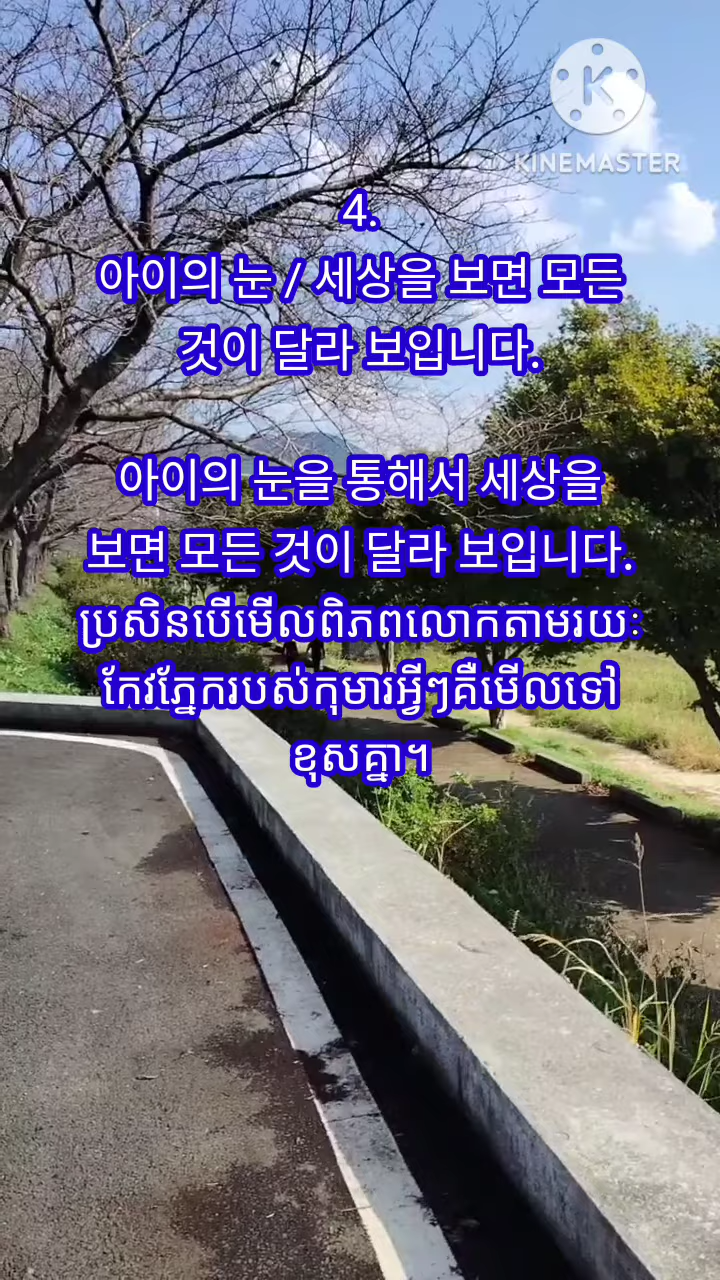 KINEMASTER
4.
아이의 눈 / 세상을 보면 모든
것이 달라 보입니다.
아이의 눈을 통해서 세상을
보면 모든 것이 달라 보입니다.
ប្រសិនបើមើលពិភពលោកតាមរយៈ
កែវភ្នែករបស់កុមារអ្វីៗគឺមើលទៅ
ខុសគ្នា។